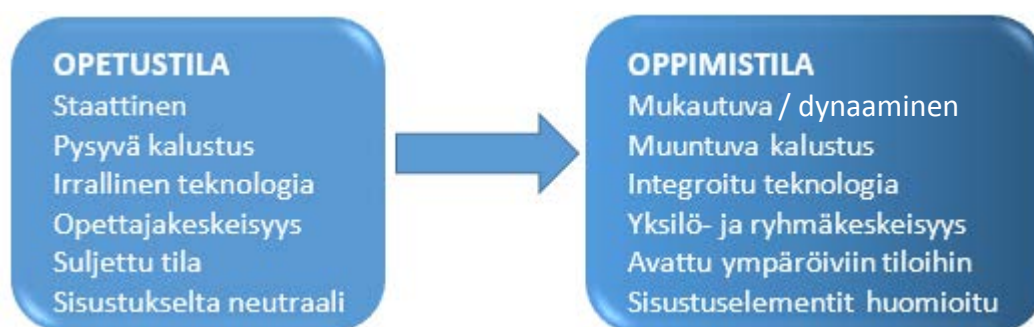 OPETUSTILA
Staattinen
Pysyvä kalustus
Irrallinen teknologia
Opettajakeskeisyys
Suljettu tila
Sisustukselta neutraali
OPPIMISTILA
Mukautuva / dynaaminen
Muuntuva kalustus
Integroitu teknologia
Yksilö- ja ryhmäkeskeisyys
Avattu ympäröiviin tiloihin
Sisustuselementit huomioitu